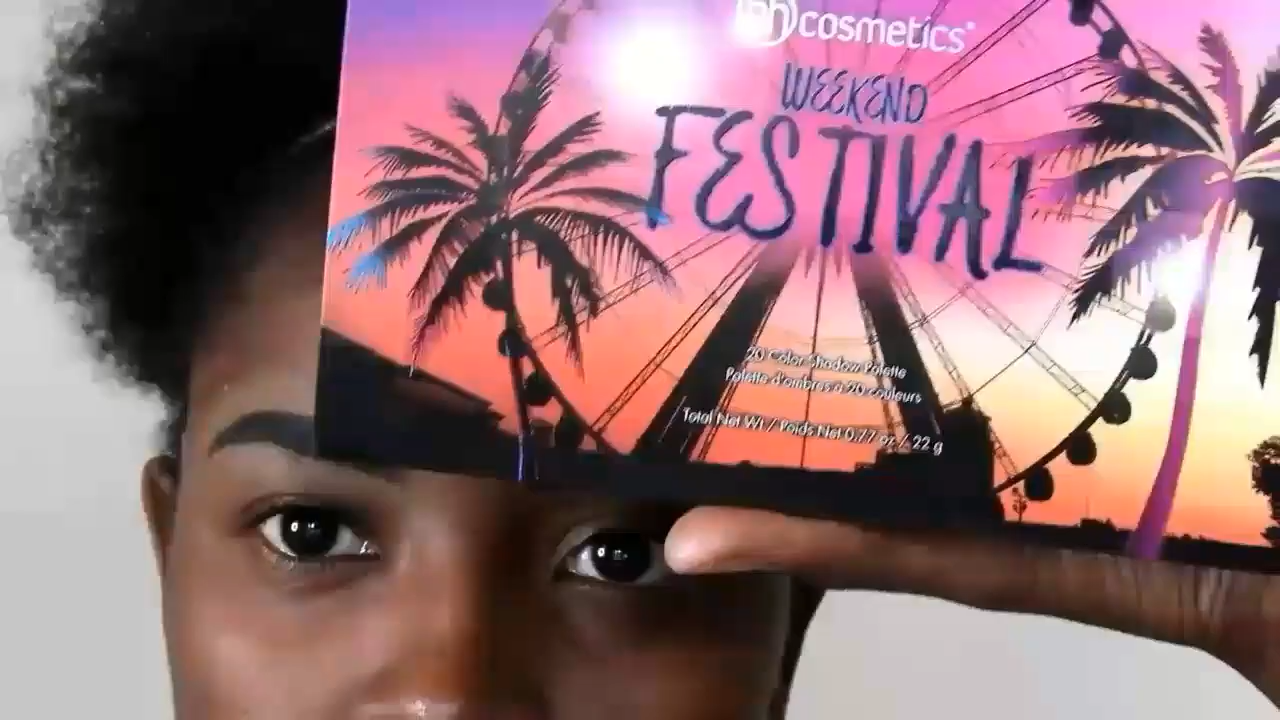 bh cosmetics®
WEEKEND
FESTIVAL
20 Color Shadow Palette
Palette d'ombres à 20 couleurs
Total Net Wt / Poids Net 0.77 oz / 22 g